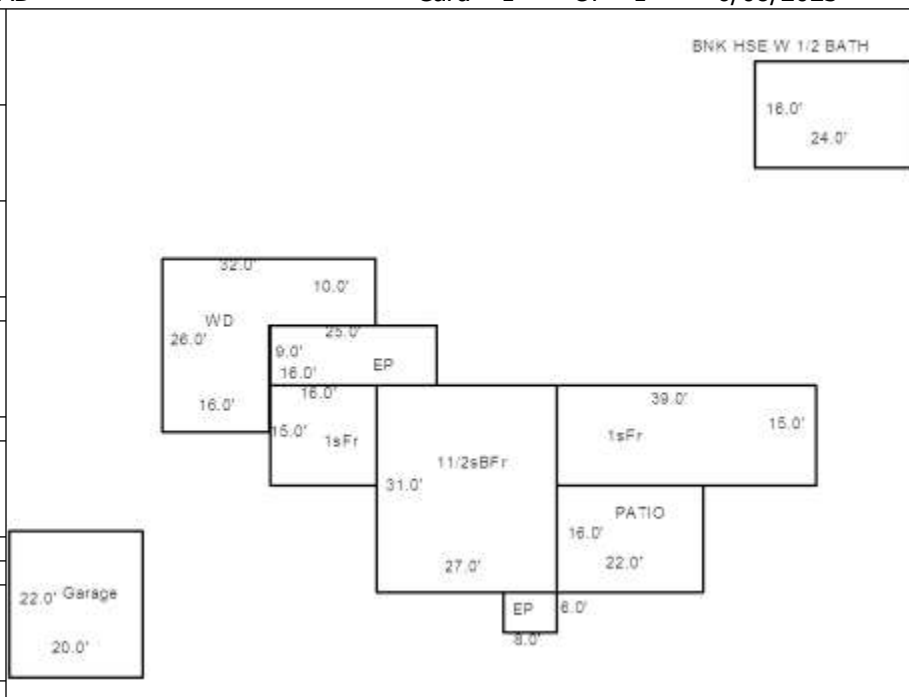 BNK HSE W 1/2 BATH
16.0'
24.0'
32.0'
10.0'
WD
26.0'
25.0'
9.0'
EP
16.0'
16.0'
16.0'
39.0'
15.0'
15.0'
1sFr
1sFr
11/2sBFr
31.0'
PATIO
16.0'
27.0'
22.0'
22.0' Garage
EP
6.0'
20.0'
8.0'